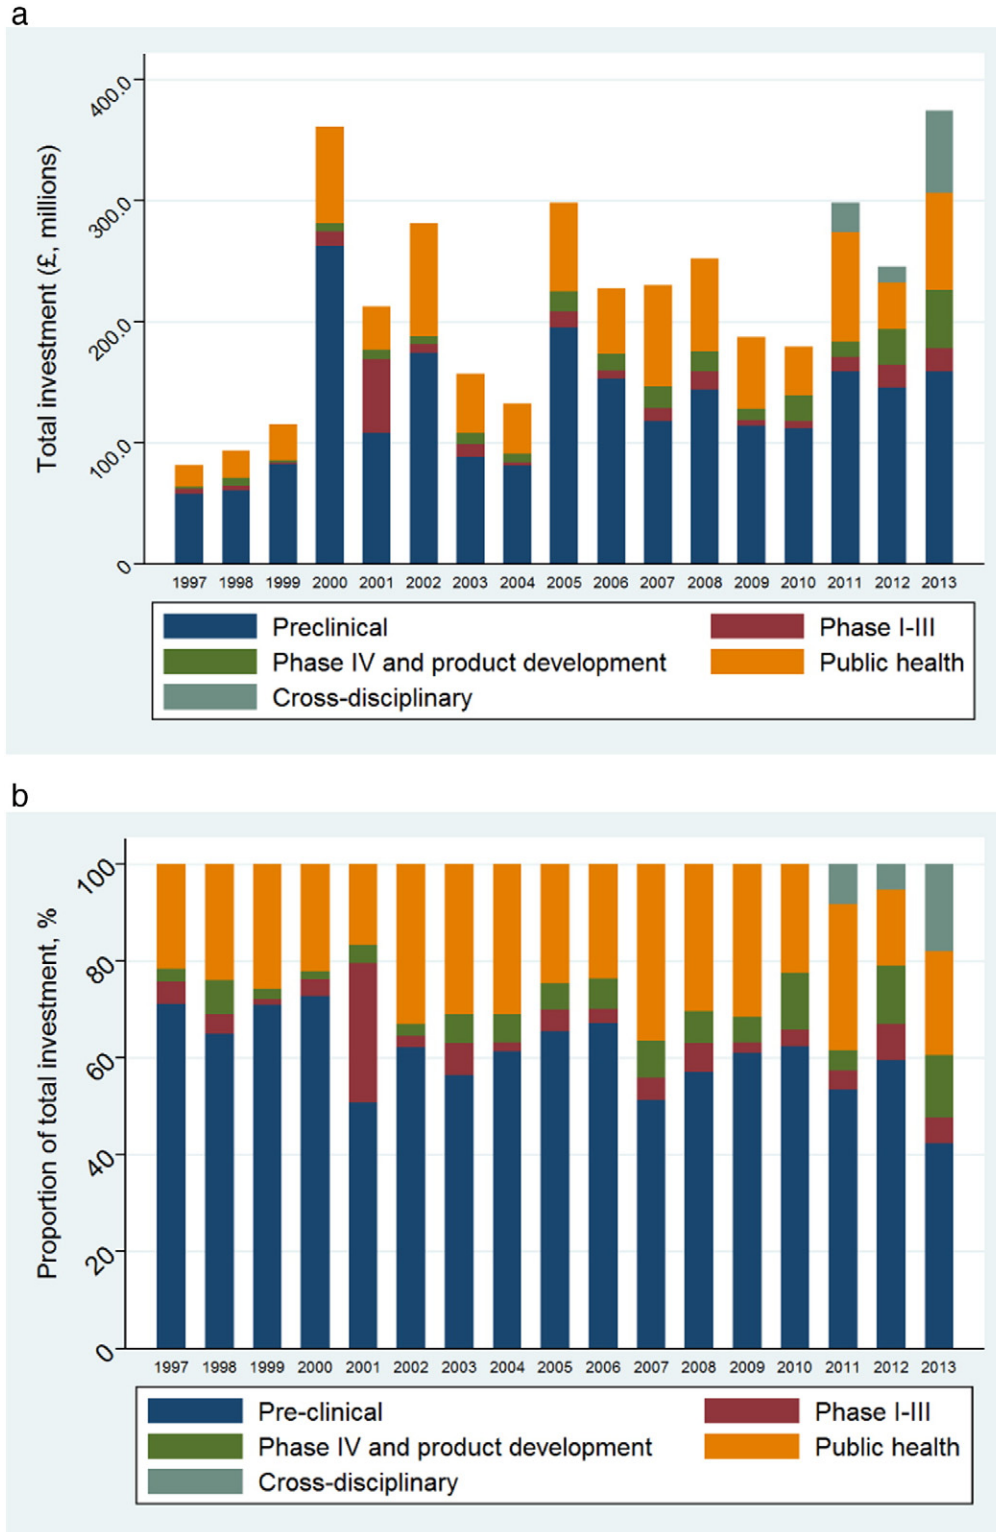 a
Total investment (£, millions)
400.0
300.0
200.0
100.0
0
1997 1998 1999 2000 2001 2002 2003 2004 2005 2006 2007 2008 2009 2010 2011 2012 2013
Preclinical Phase I-III
Phase IV and product development Public health
Cross-disciplinary
b
Proportion of total investment, %
100
80
60
40
20
0
1997 1998 1999 2000 2001 2002 2003 2004 2005 2006 2007 2008 2009 2010 2011 2012 2013
Pre-clinical Phase I-III
Phase IV and product development Public health
Cross-disciplinary